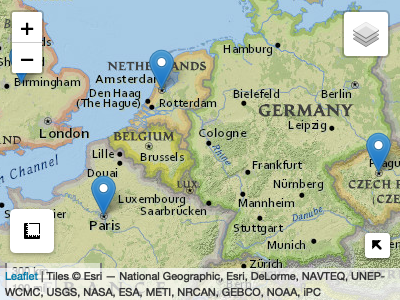 +
−
Hamburg
NETHERLANDS
Amsterdam
Birmingham
Den Haag
(The Hague)
Rotterdam
Bielefeld
Berlin
GERMANY
London
Leipzig
Cologne
BELGIUM
Brussels
Lille
Douai
Rhine
Frankfurt
Prague
CZECH
(CZE
n Channel
LUX.
Luxembourg
Nürnberg
Mannheim
Saarbrücken
Paris
Stuttgart
Danube
Munich
Zürich
Leaflet | Tiles © Esri — National Geographic, Esri, DeLorme, NAVTEQ, UNEP-
WCMC, USGS, NASA, ESA, METI, NRCAN, GEBCO, NOAA, iPC